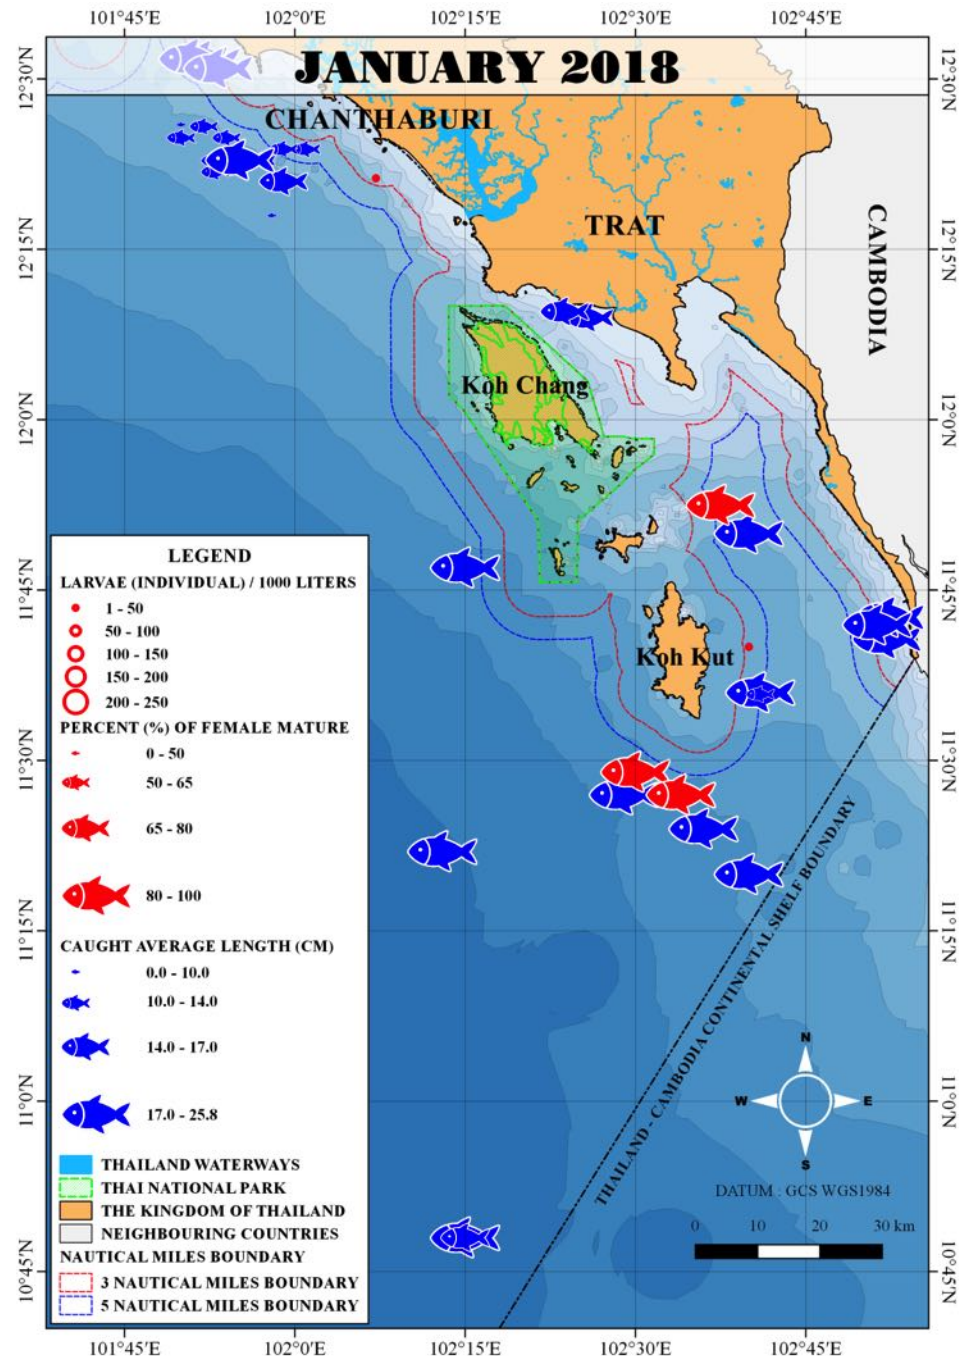 101°45'E 102°0'E 102°15'E 102°30'E 102°45'E
12°30'N
12°15'N
12°0'N
11°45'N
11°30'N
11°15'N
11°0'N
10°45'N
JANUARY 2018
CHANTHABURI
TRAT
CAMBODIA
Koh Chang
Koh Kut
THAILAND - CAMBODIA CONTINENTAL SHELF BOUNDARY
LEGEND
LARVAE (INDIVIDUAL) / 1000 LITERS
1 - 50
50 - 100
100 - 150
150 - 200
200 - 250
PERCENT (%) OF FEMALE MATURE
0 - 50
50 - 65
65 - 80
80 - 100
CAUGHT AVERAGE LENGTH (CM)
0.0 - 10.0
10.0 - 14.0
14.0 - 17.0
17.0 - 25.8
THAILAND WATERWAYS
THAI NATIONAL PARK
THE KINGDOM OF THAILAND
NEIGHBOURING COUNTRIES
NAUTICAL MILES BOUNDARY
3 NAUTICAL MILES BOUNDARY
5 NAUTICAL MILES BOUNDARY
N
W E
S
DATUM : GCS WGS1984
0 10 20 30 km
12°30'N
12°15'N
12°0'N
11°45'N
11°30'N
11°15'N
11°0'N
10°45'N
101°45'E 102°0'E 102°15'E 102°30'E 102°45'E